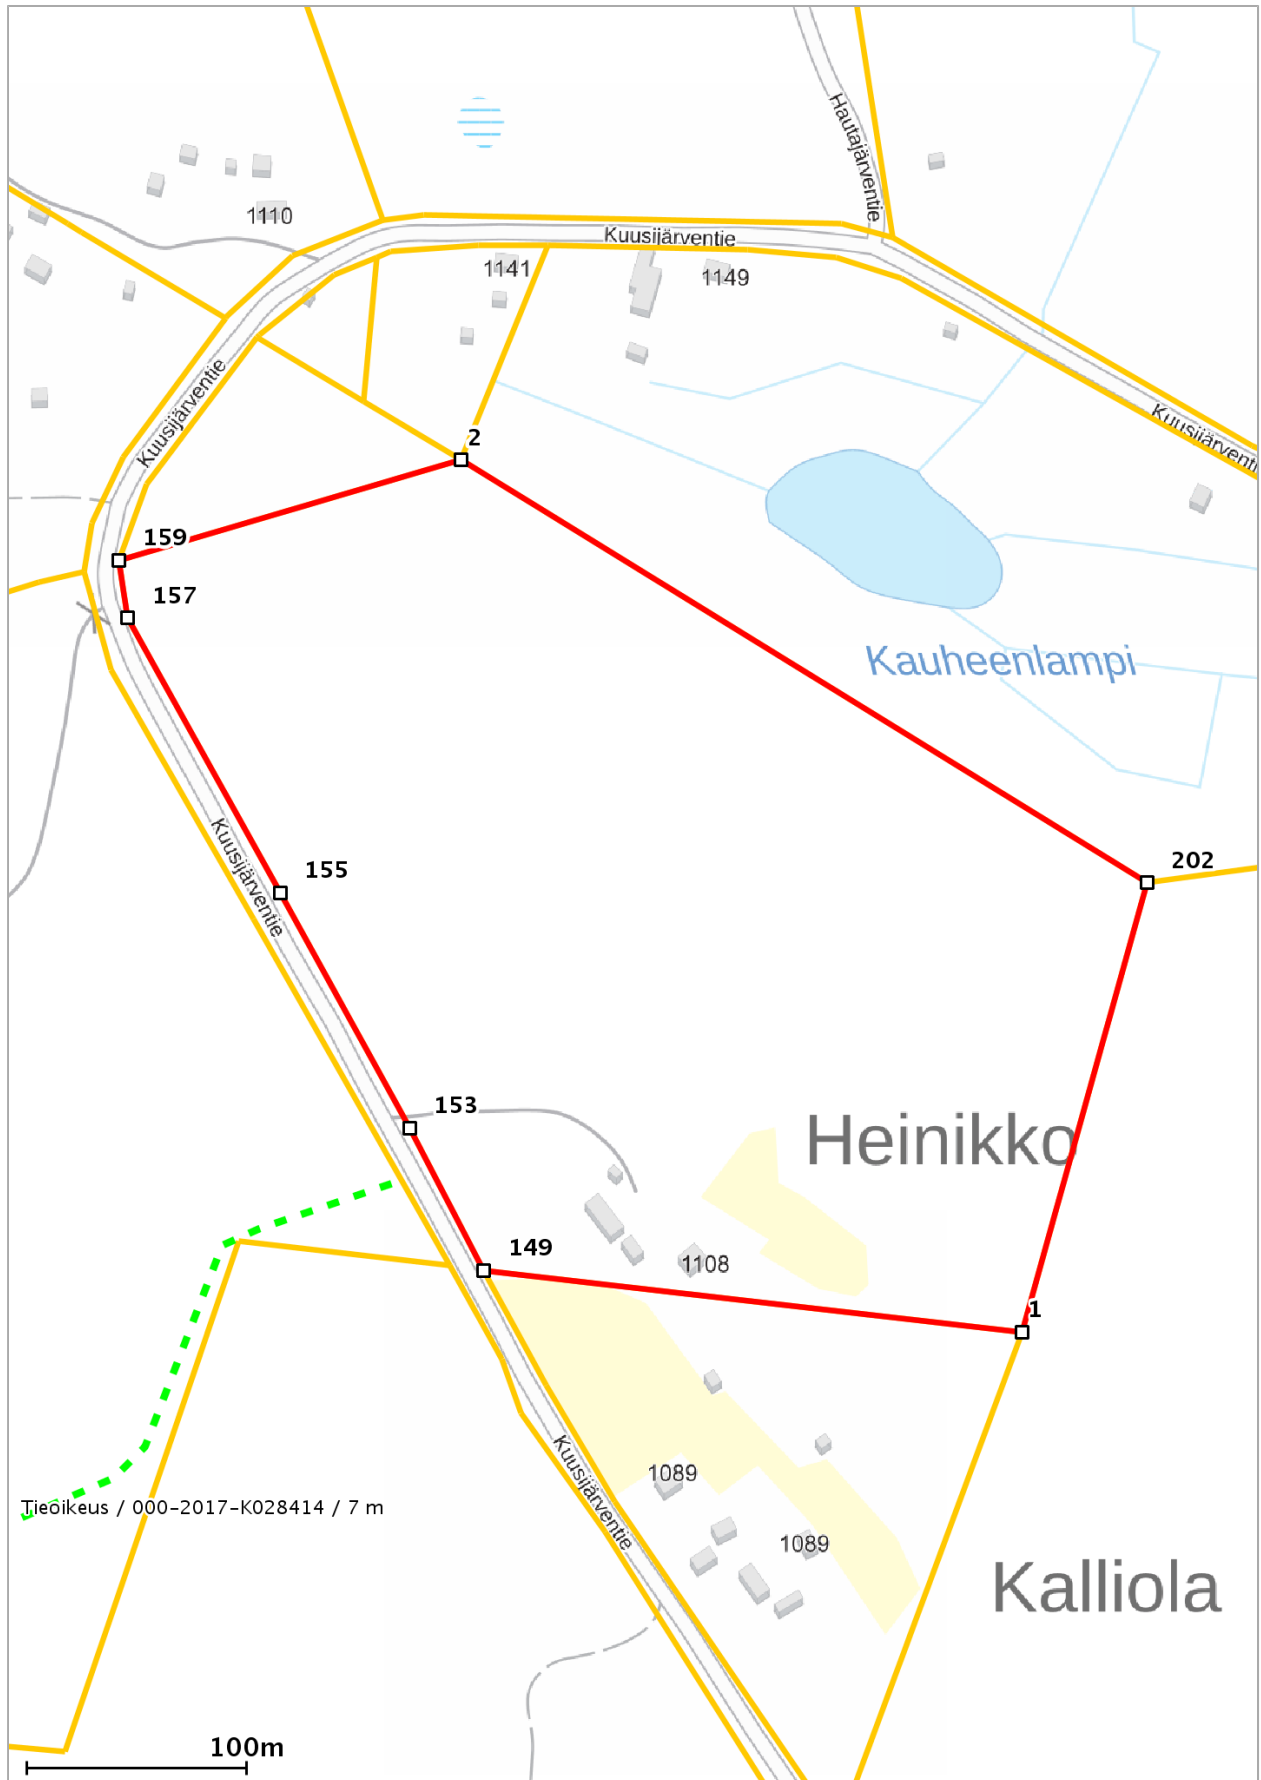 Hautajärventie
1110
Kuusijärventie
1141
1149
Kuusijärventie
Kuusijärventi
2
159
157
Kauheenlampi
Kuusijärventie
155
202
153
Heinikko
149
1108
1
Kuusijärventie
1089
Tieoikeus / 000-2017-K028414 / 7 m
1089
Kalliola
100m